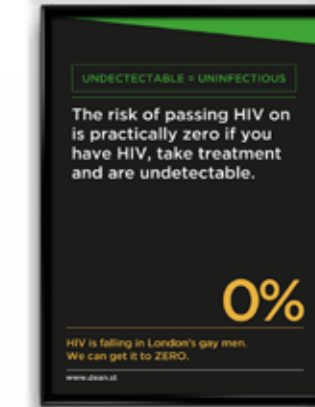 UNDECTECTABLE = UNINFECTIOUS
The risk of passing HIV on
is practically zero if you
have HIV, take treatment
and are undetectable.
0%
HIV is falling in London's gay men.
We can get it to ZERO.
www.dean.st